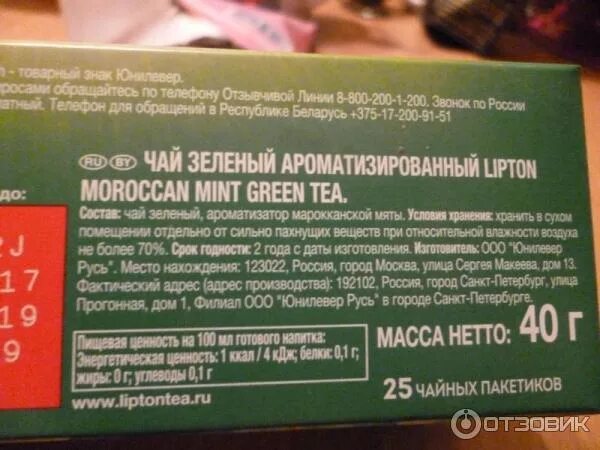 - товарный знак Юнилевер.
обращайтесь по телефону Отзывчивой Линии 8-800-200-1-200. Звонок по России
Телефон для обращений в Республике Беларусь +375-17-200-91-51
до:
J
17
19
9
RU BY ЧАЙ ЗЕЛЕНЫЙ АРОМАТИЗИРОВАННЫЙ LIPTON
MOROCCAN MINT GREEN TEA.
Состав: чай зеленый, ароматизатор марокканской мяты. Условия хранения: хранить в сухом
помещении отдельно от сильно пахнущих веществ при относительной влажности воздуха
не более 70%. Срок годности: 2 года с даты изготовления. Изготовитель: ООО "Юнилевер
Русь". Место нахождения: 123022, Россия, город Москва, улица Сергея Макеева, дом 13.
Фактический адрес (адрес производства): 192102, Россия, город Санкт-Петербург, улица
Прогонная, дом 1, Филиал ООО "Юнилевер Русь" в городе Санкт-Петербурге.
Пищевая ценность на 100 мл готового напитка:
Энергетическая ценность: 1 ккал / 4 кДж; белки: 0,1 г;
жиры: 0 г; углеводы 0,1 г
www.liptontea.ru
МАССА НЕТТО: 40 г
25 ЧАЙНЫХ ПАКЕТИКОВ
ОТЗОВИК